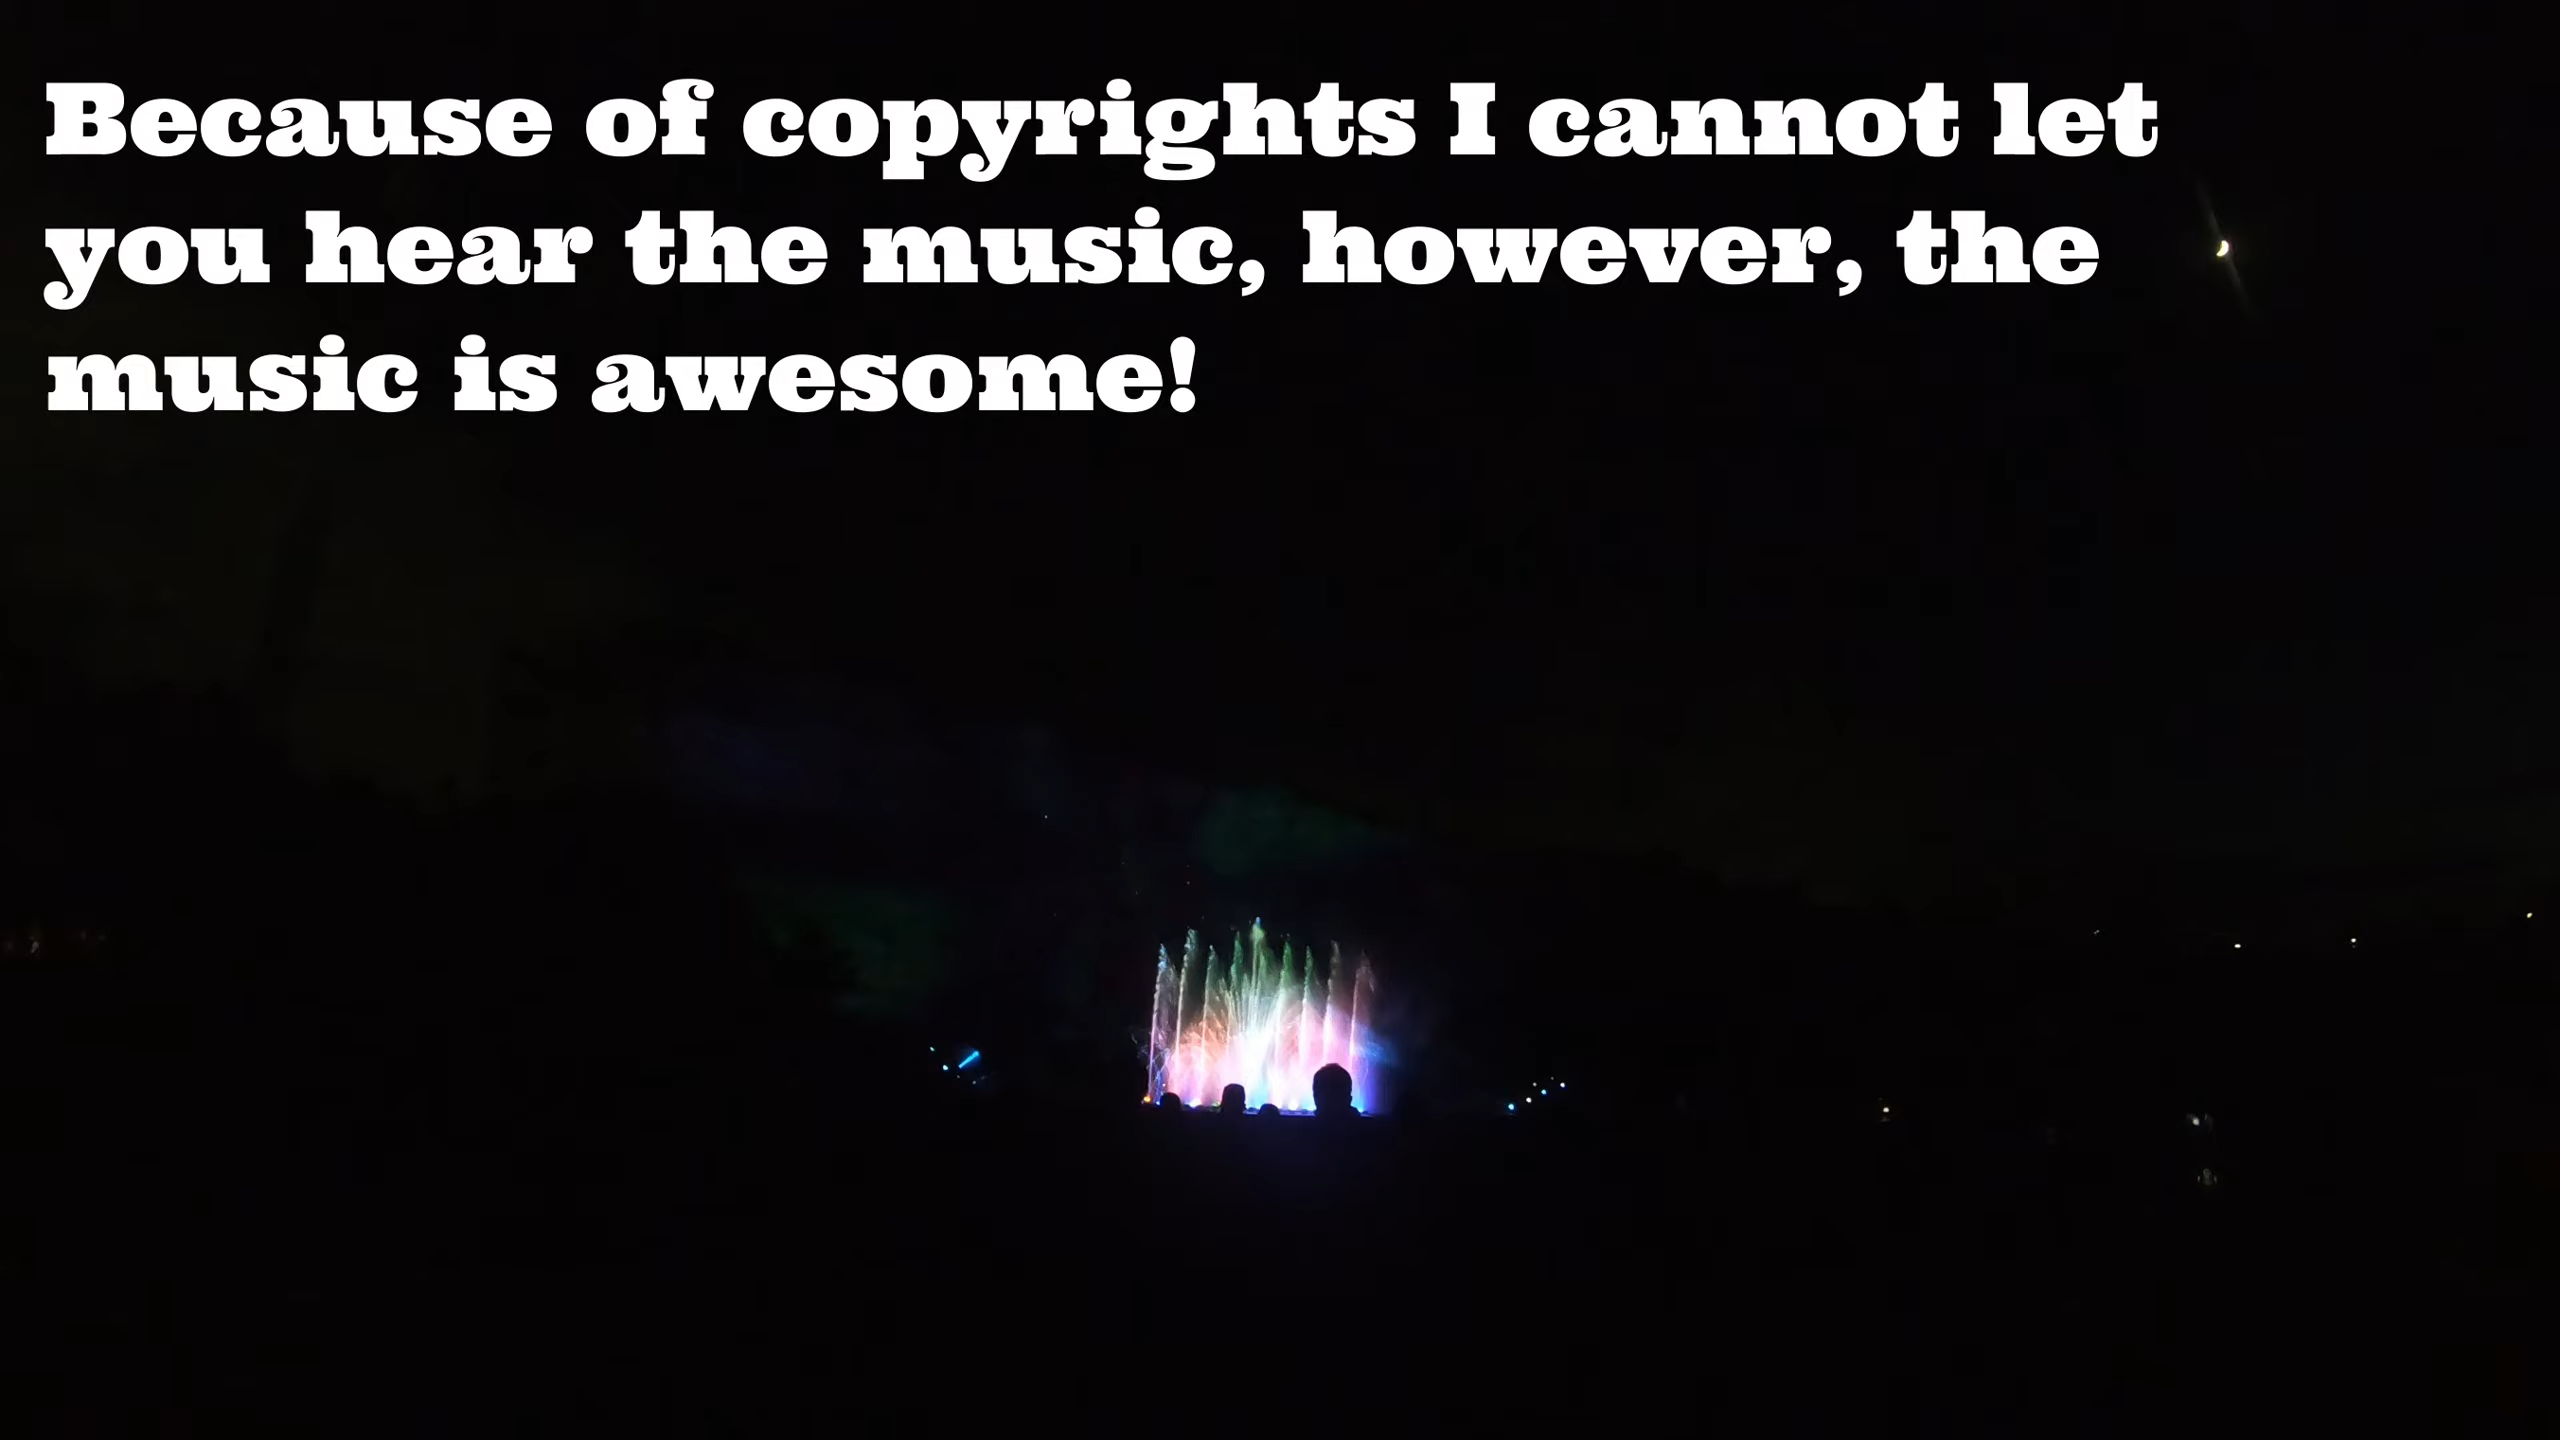 Because of copyrights I cannot let
you hear the music, however, the
music is awesome!